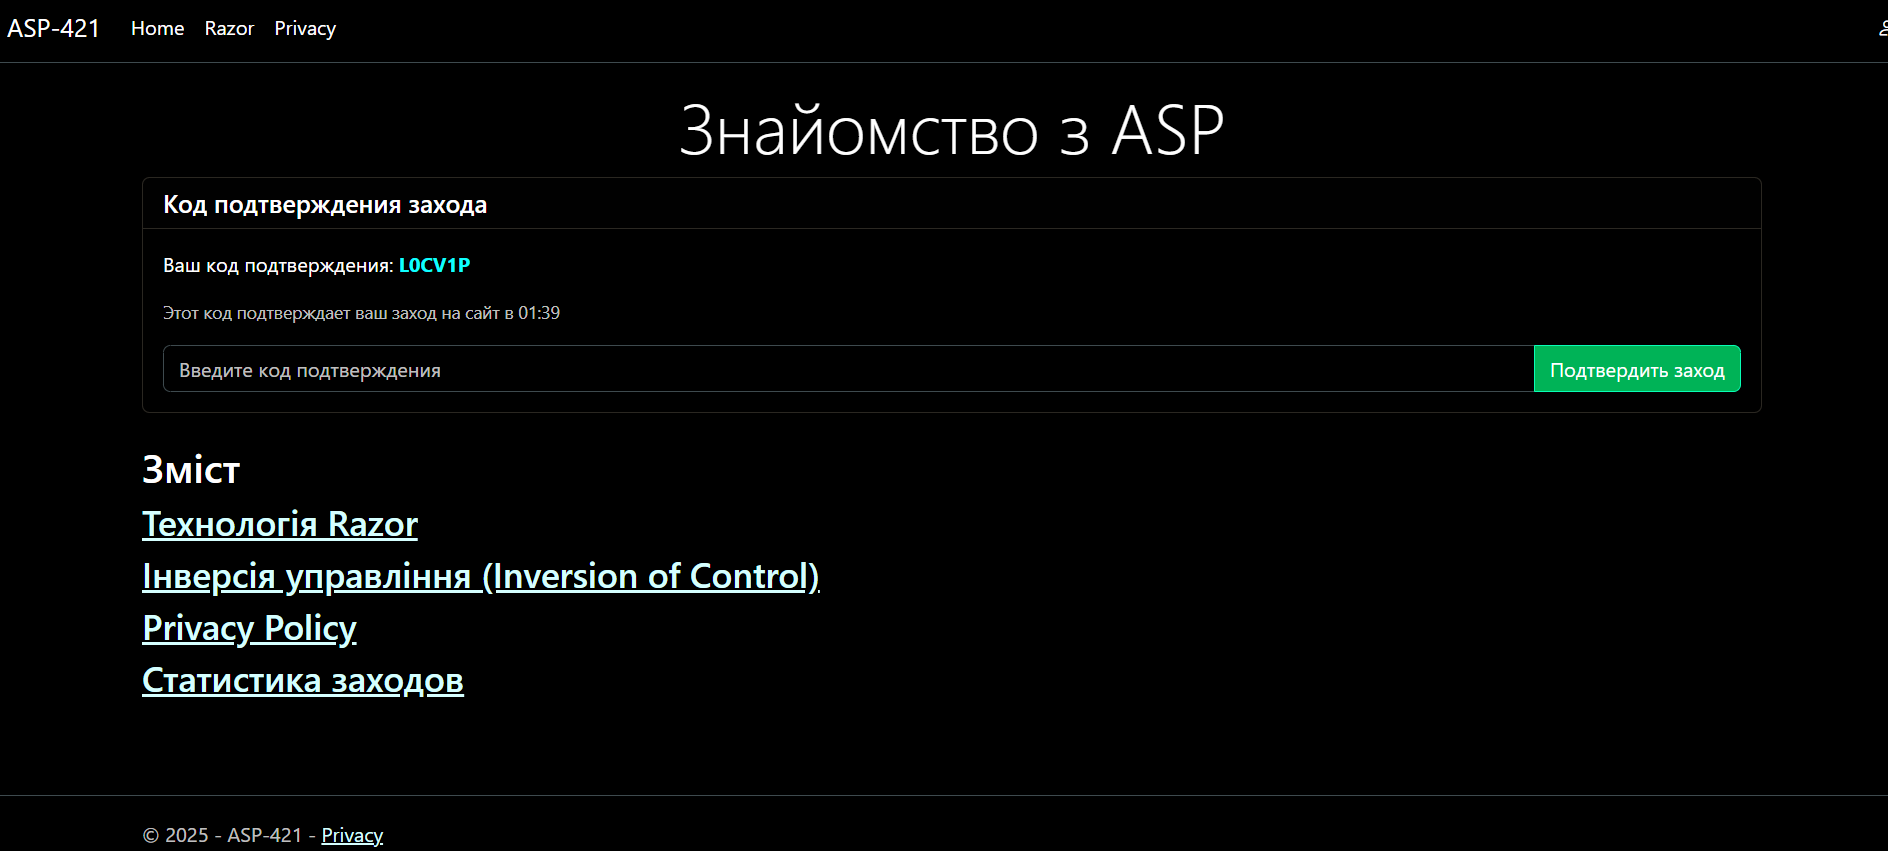 ASP-421 Home Razor Privacy
Знайомство з ASP
Код подтверждения захода
Ваш код подтверждения: L0CV1P
Этот код подтверждает ваш заход на сайт в 01:39
Введите код подтверждения Подтвердить заход
Зміст
Технологія Razor
Інверсія управління (Inversion of Control)
Privacy Policy
Статистика заходов
© 2025 - ASP-421 - Privacy